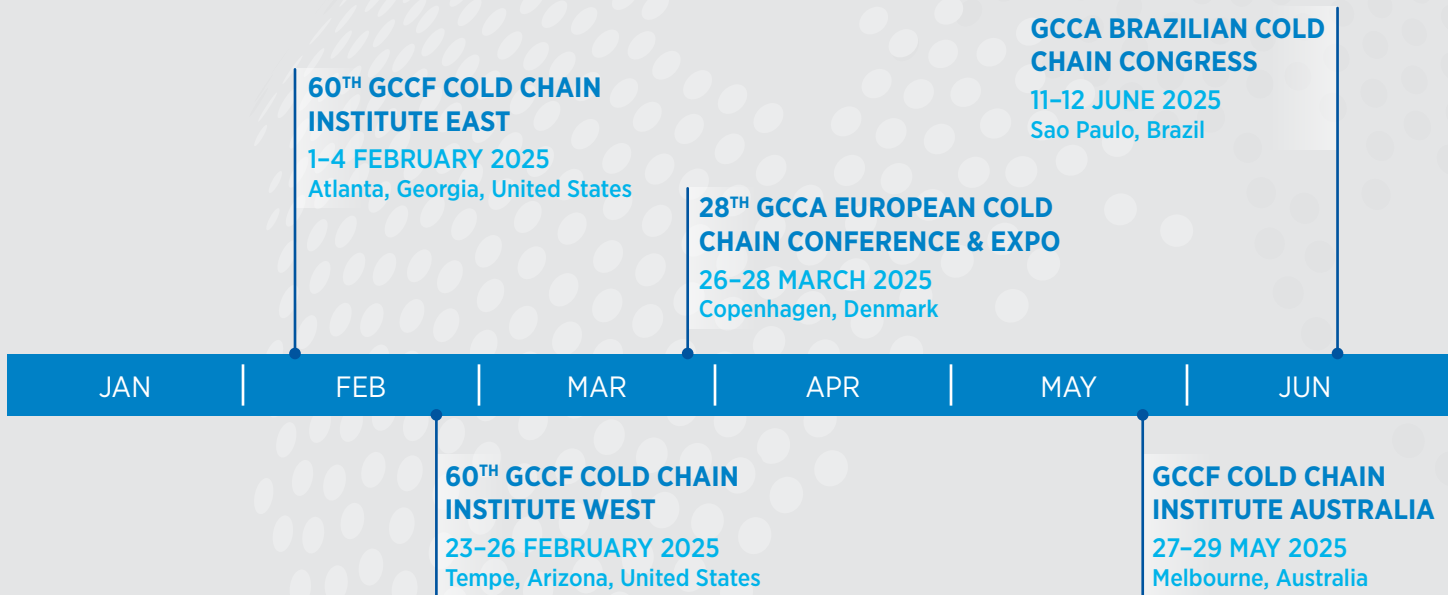 60TH GCCF COLD CHAIN
INSTITUTE EAST
1–4 FEBRUARY 2025
Atlanta, Georgia, United States
28TH GCCA EUROPEAN COLD
CHAIN CONFERENCE & EXPO
26–28 MARCH 2025
Copenhagen, Denmark
GCCA BRAZILIAN COLD
CHAIN CONGRESS
11–12 JUNE 2025
Sao Paulo, Brazil
JAN | FEB | MAR | APR | MAY | JUN
60TH GCCF COLD CHAIN
INSTITUTE WEST
23–26 FEBRUARY 2025
Tempe, Arizona, United States
GCCF COLD CHAIN
INSTITUTE AUSTRALIA
27–29 MAY 2025
Melbourne, Australia